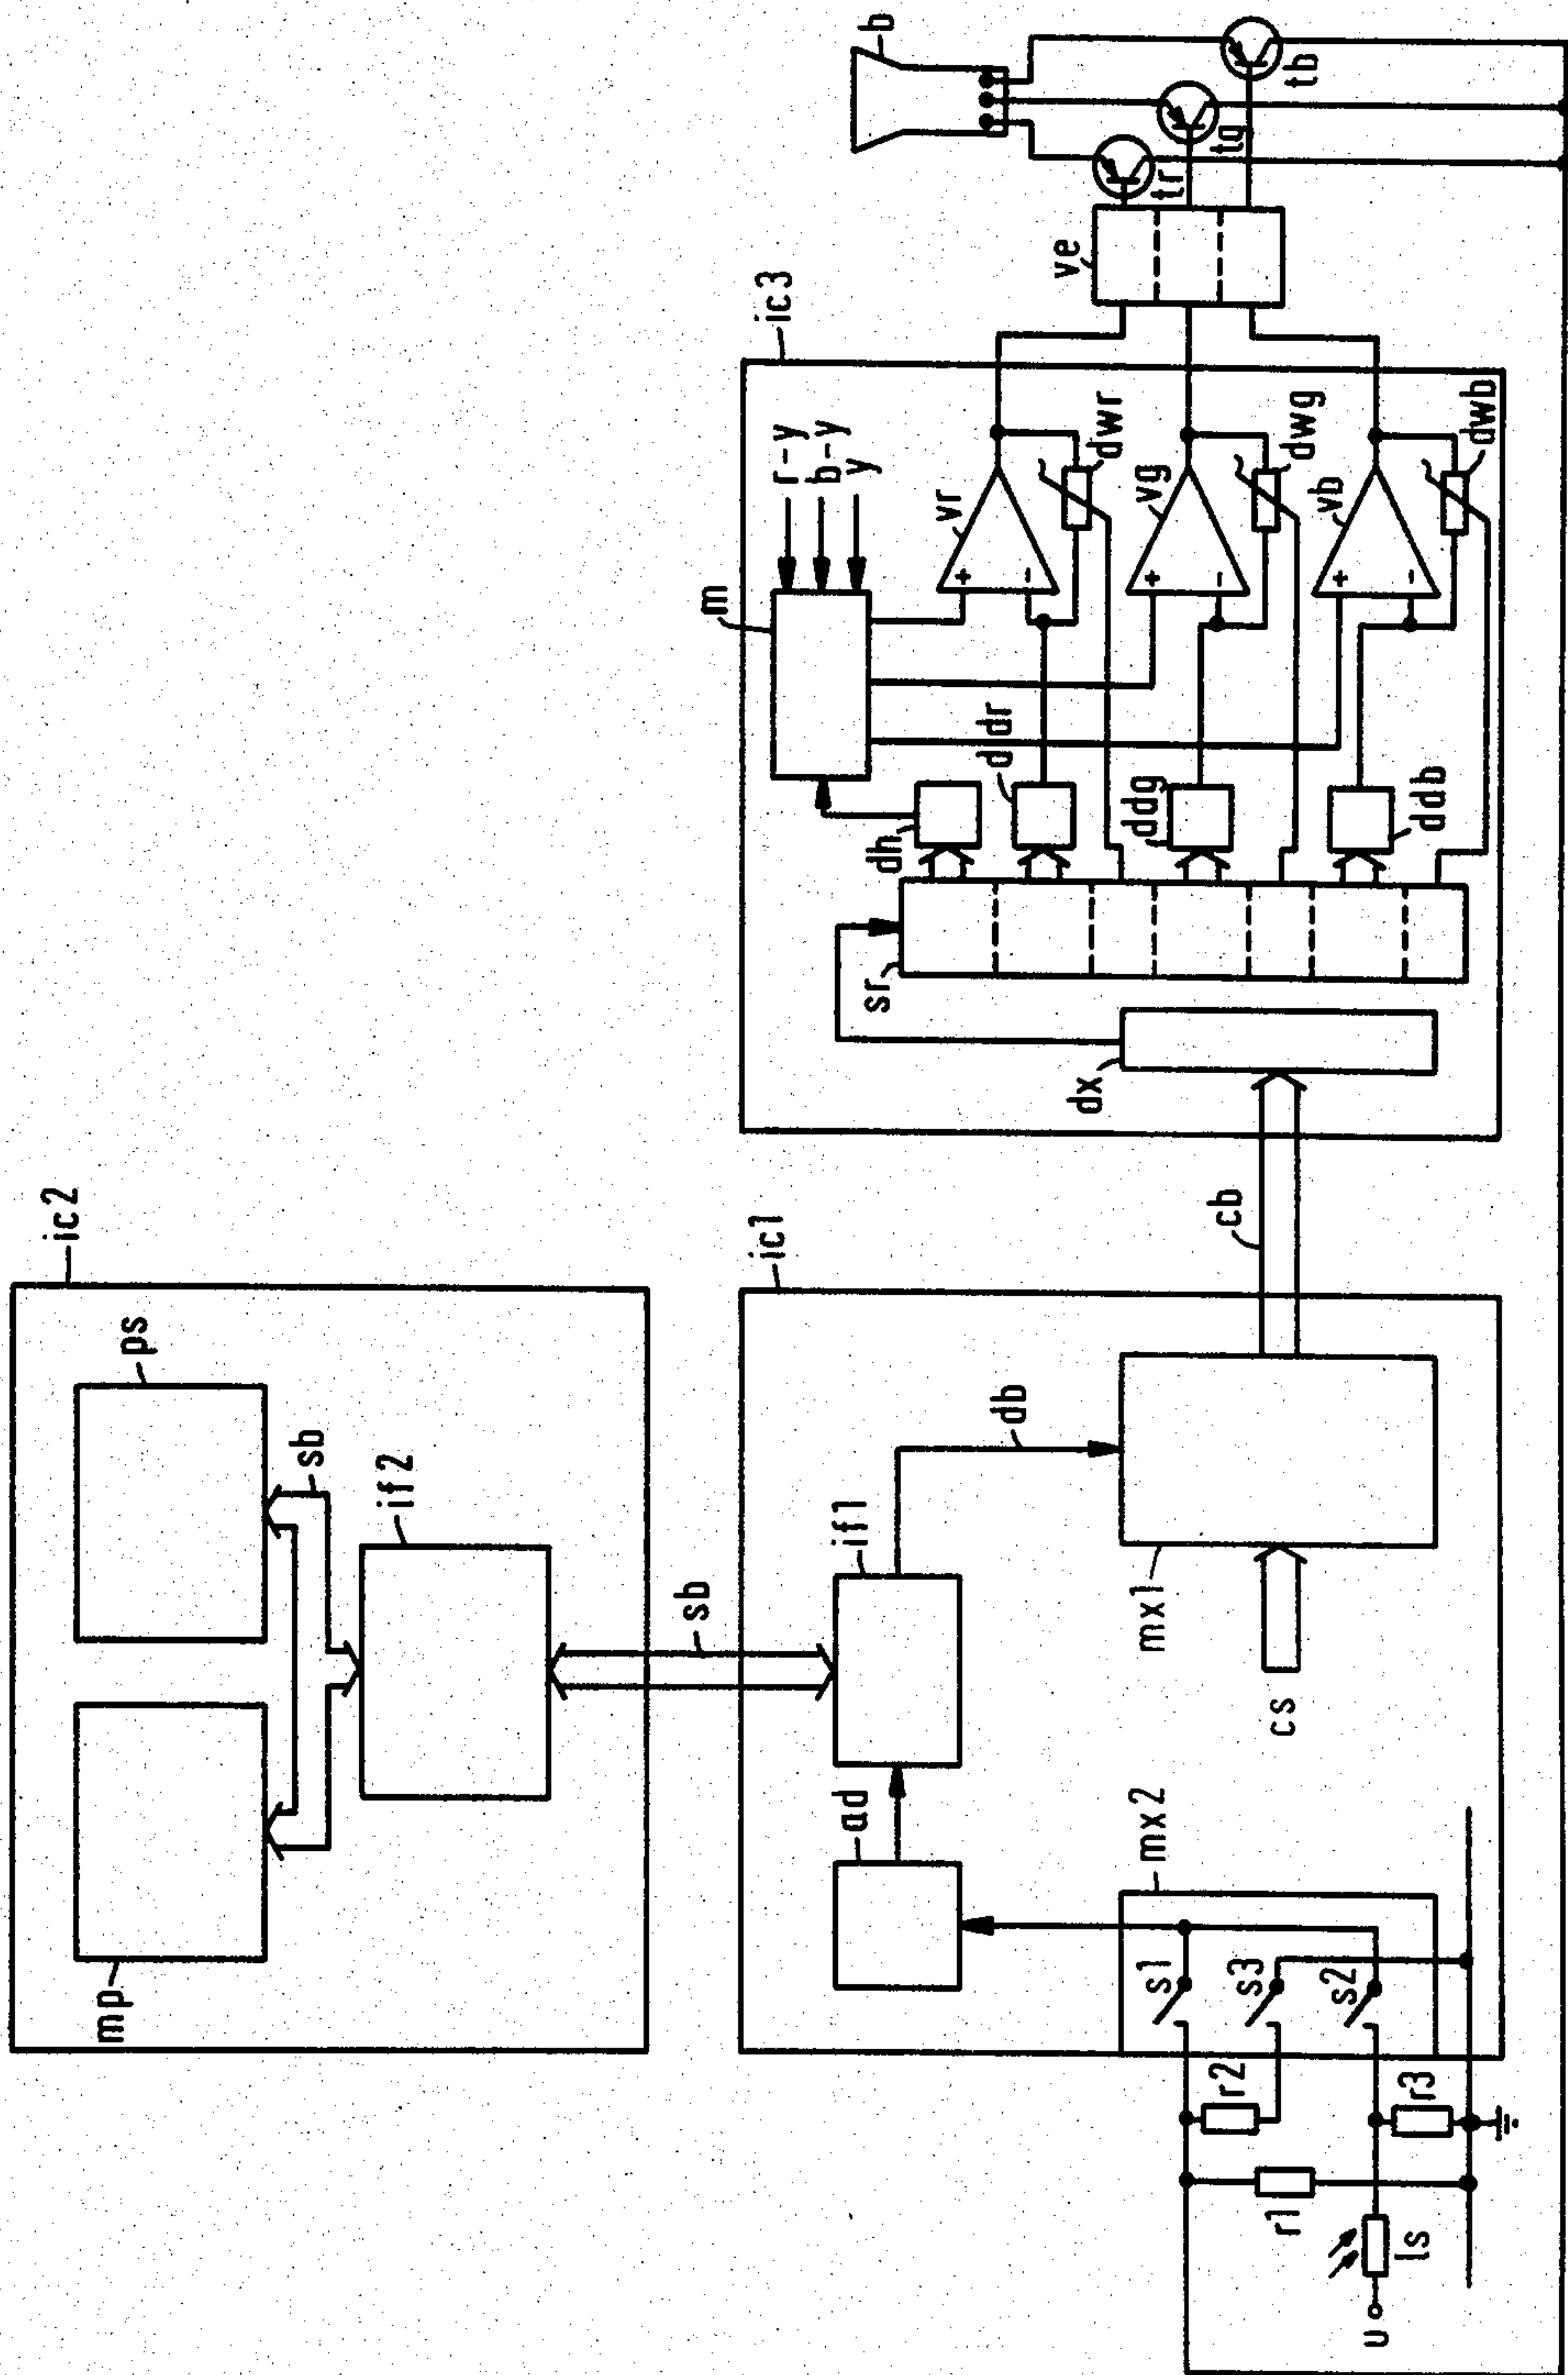 ic2
mp
ps
sb
if2
sb
ic1
ad
if1
db
mx2
s1
s3
s2
mx1
cs
r2
r3
r1
ls
u
cb
ic3
m
r-y
b-y
y
dh
ddr
ddg
ddb
sr
dx
vr
dwr
vg
dwg
vb
dwb
+
-
+
-
+
-
ve
tr
tg
tb
b